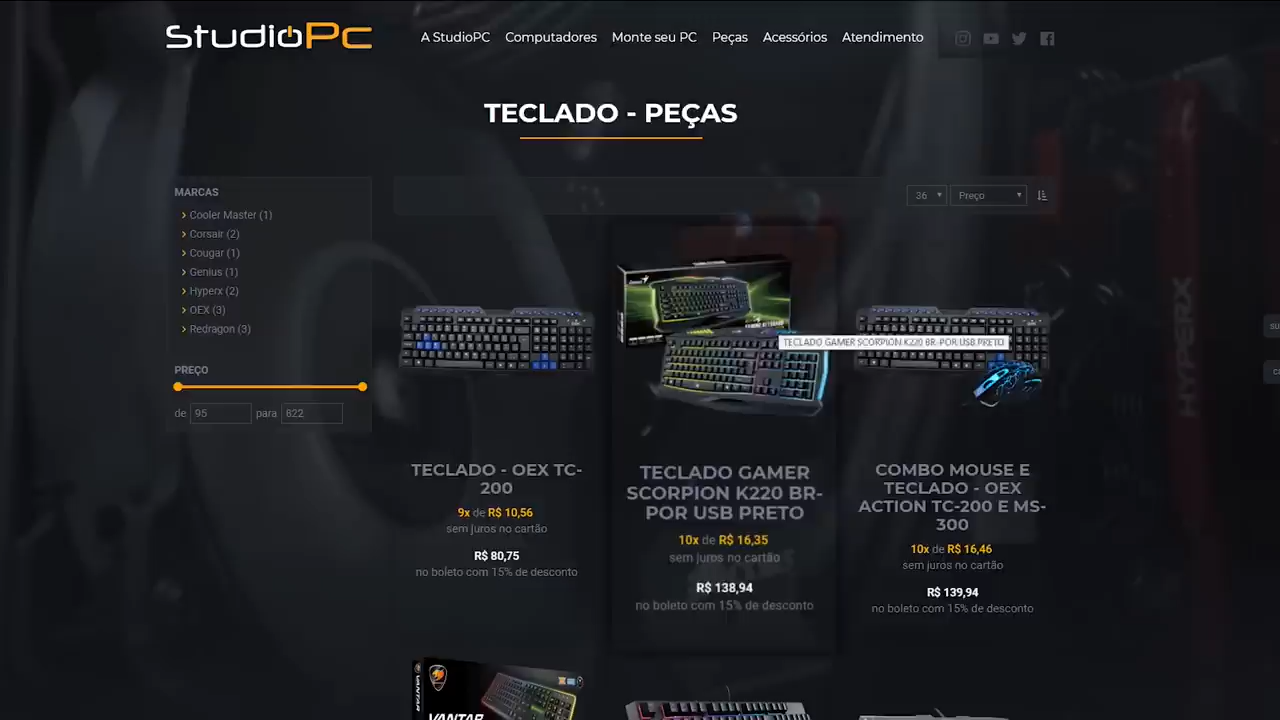 StudioPc
A StudioPC Computadores Monte seu PC Peças Acessórios Atendimento
TECLADO - PEÇAS
MARCAS
Cooler Master (1)
Corsair (2)
Cougar (1)
Genius (1)
Hyperx (2)
OEX (3)
Redragon (3)
PREÇO
de 95 para 822
36 Preço
HYPERX
TECLADO GAMER SCORPION K220 BR-POR USB PRETO
TECLADO - OEX TC-
200
9x de R$ 10,56
sem juros no cartão
R$ 80,75
no boleto com 15% de desconto
TECLADO GAMER
SCORPION K220 BR-
POR USB PRETO
10x de R$ 16,35
sem juros no cartão
R$ 138,94
no boleto com 15% de desconto
COMBO MOUSE E
TECLADO - OEX
ACTION TC-200 E MS-
300
10x de R$ 16,46
sem juros no cartão
R$ 139,94
no boleto com 15% de desconto
VANTAR